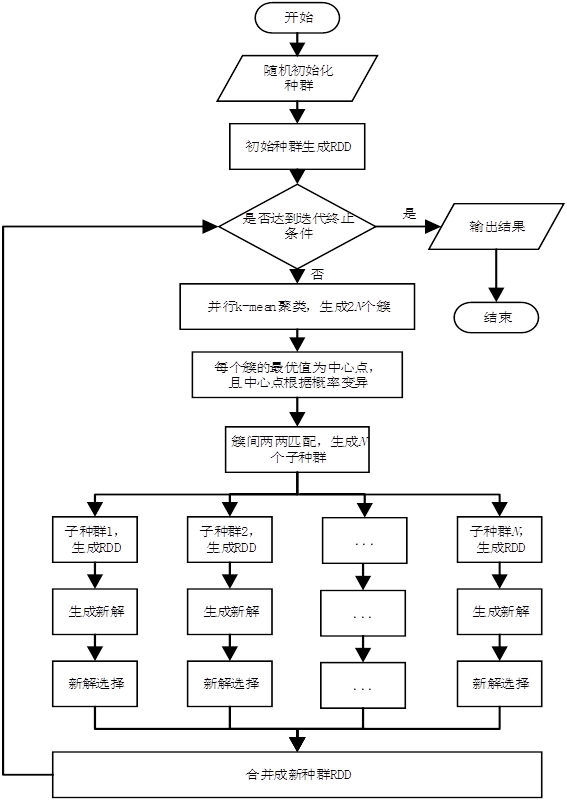 开始
随机初始化
种群
初始种群生成RDD
是否达到迭代终止
条件
是
输出结果
结束
否
并行k-mean聚类，生成2N个簇
每个簇的最优值为中心点，
且中心点根据概率变异
簇间两两匹配，生成N
个子种群
子种群1，
生成RDD
子种群2，
生成RDD
...
子种群N，
生成RDD
生成新解
生成新解
...
生成新解
新解选择
新解选择
...
新解选择
合并成新种群RDD